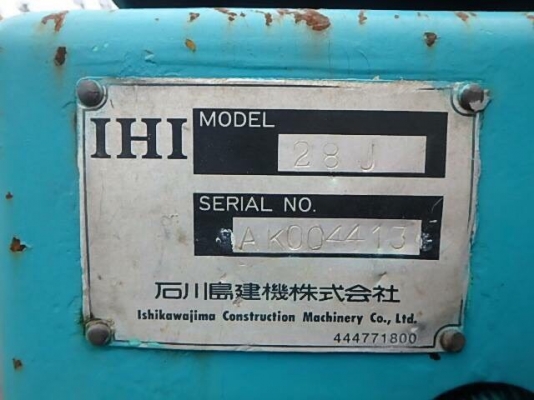 IHI
MODEL
28J
SERIAL NO.
AK004413
石川島建機株式会社
Ishikawajima Construction Machinery Co., Ltd.
444771800